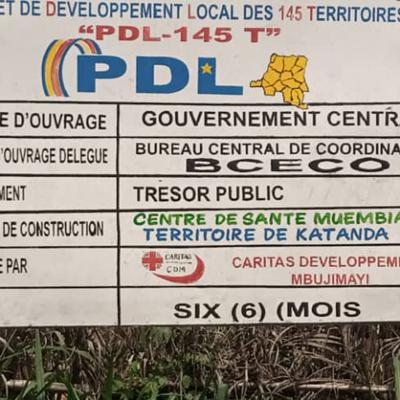 ET DE DEVELOPPEMENT LOCAL DES 145 TERRITOIRES
"PDL-145 T"
PDL
E D'OUVRAGE GOUVERNEMENT CENTRA
D'OUVRAGE DELEGUE BUREAU CENTRAL DE COORDINA
BCECO
MENT TRESOR PUBLIC
DE CONSTRUCTION CENTRE DE SANTE MUEMBIA
TERRITOIRE DE KATANDA
E PAR CARITAS CDM CARITAS DEVELOPPEME
MBUJIMAYI
SIX (6) (MOIS